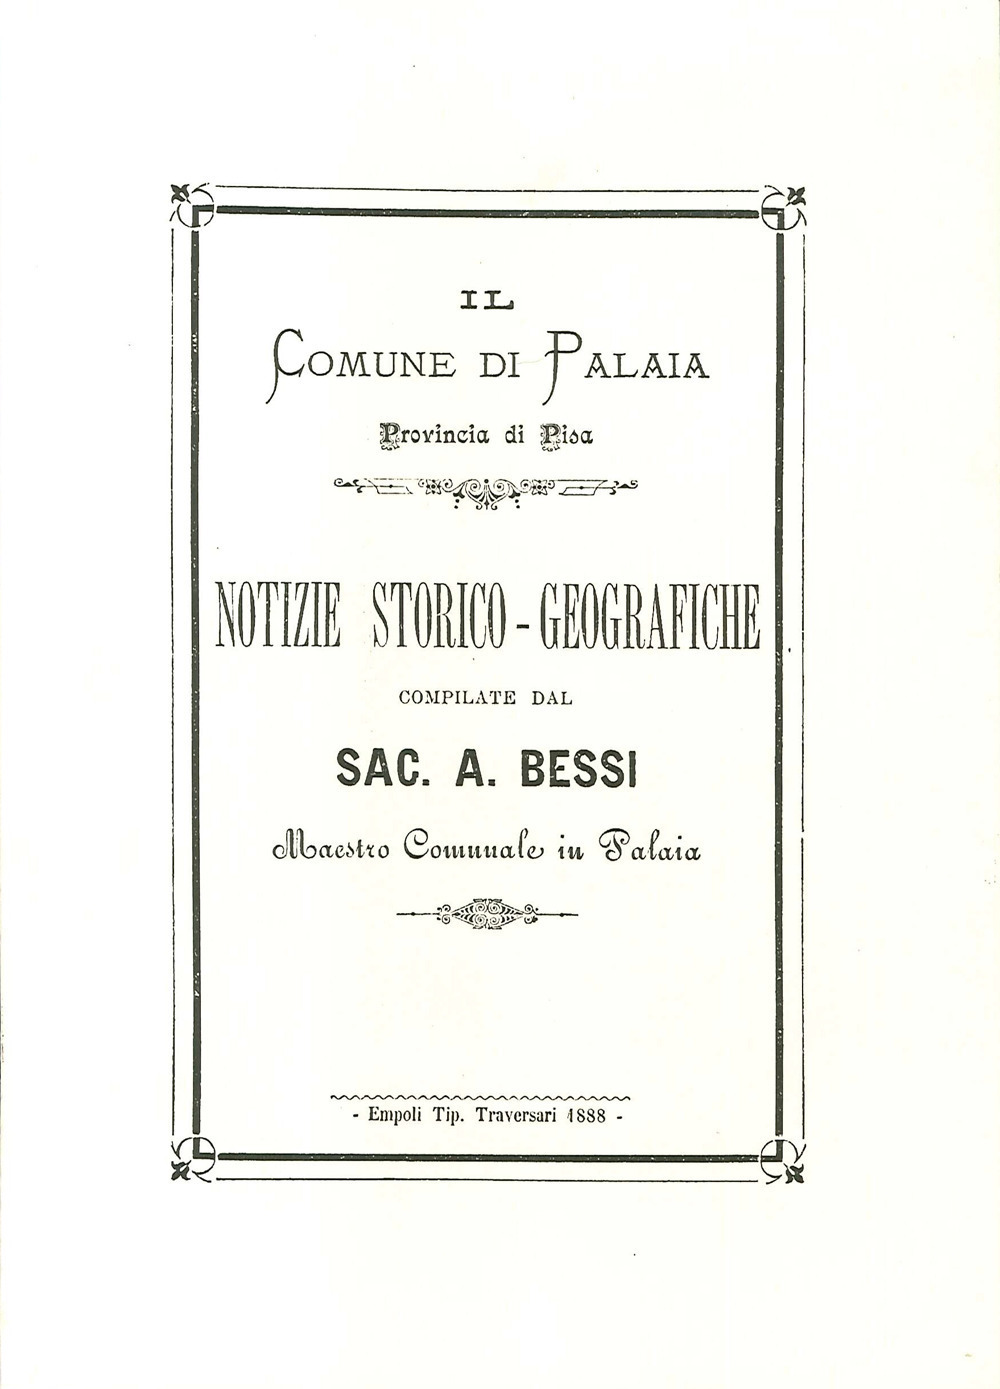 IL
COMUNE DI PALAIA
Provincia di Pisa
NOTIZIE STORICO-GEOGRAFICHE
COMPILATE DAL
SAC. A. BESSI
Maestro Comunale in Palaia
- Empoli Tip. Traversari 1888 -